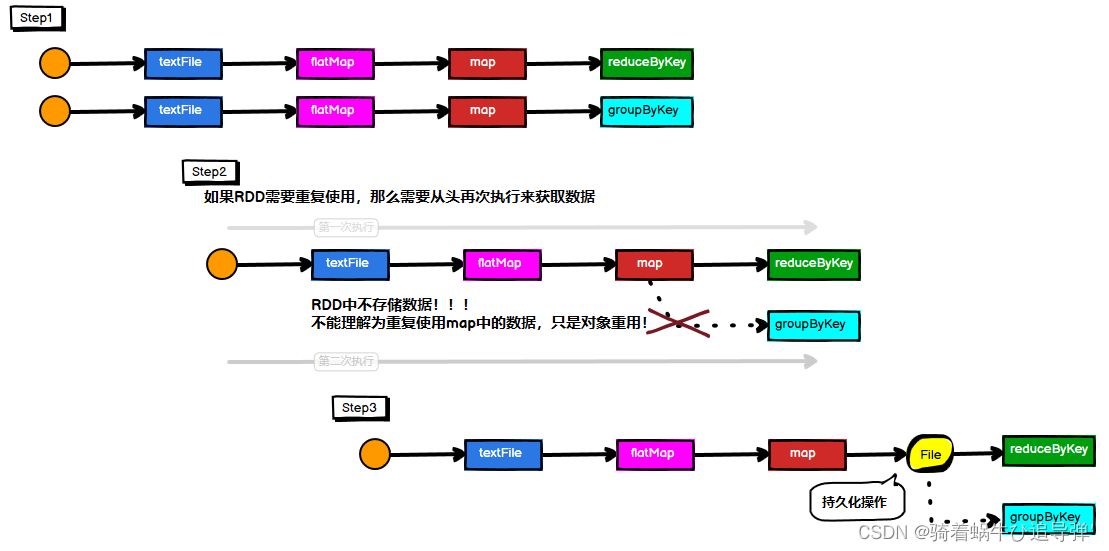 Step1
textFile
flatMap
map
reduceByKey
textFile
flatMap
map
groupByKey
Step2
如果RDD需要重复使用，那么需要从头再次执行来获取数据
第一次执行
textFile
flatMap
map
reduceByKey
RDD中不存储数据！！！
不能理解为重复使用map中的数据，只是对象重用！
groupByKey
第二次执行
Step3
textFile
flatMap
map
File
reduceByKey
持久化操作
groupByKey
CSDN @骑着蜗牛ひ追导弹'